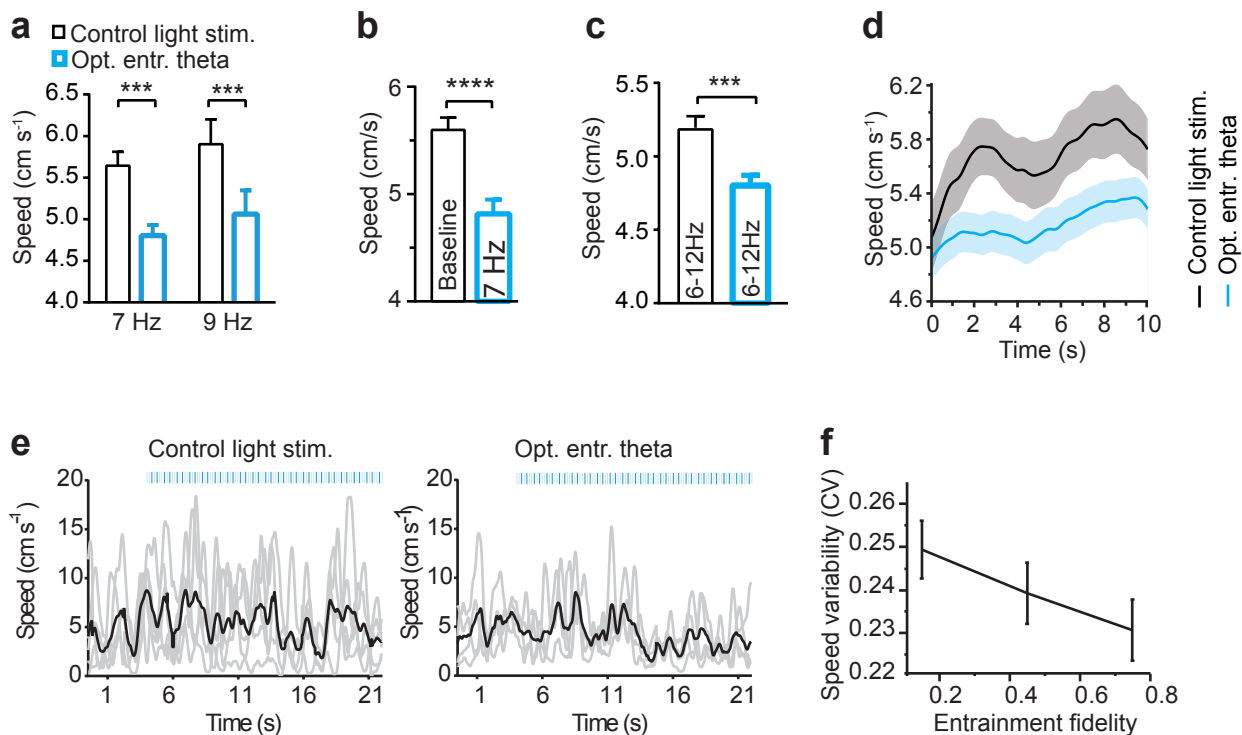 a
Control light stim.
Opt. entr. theta
Speed (cm s-1)
6.5
6.0
5.5
5.0
4.5
4.0
***
***
7 Hz
9 Hz
b
Speed (cm/s)
6
5
4
****
Baseline
7 Hz
c
Speed (cm/s)
5.5
5.0
4.5
4.0
***
6-12Hz
6-12Hz
d
Speed (cm s-1)
6.2
5.8
5.4
5.0
4.6
0 2 4 6 8 10
Time (s)
Control light stim.
Opt. entr. theta
e
Control light stim.
Speed (cm s-1)
20
15
10
5
0
1 6 11 16 21
Time (s)
Opt. entr. theta
Speed (cm s-1)
20
15
10
5
0
1 6 11 16 21
Time (s)
f
Speed variability (CV)
0.26
0.25
0.24
0.23
0.22
0.2 0.4 0.6 0.8
Entrainment fidelity